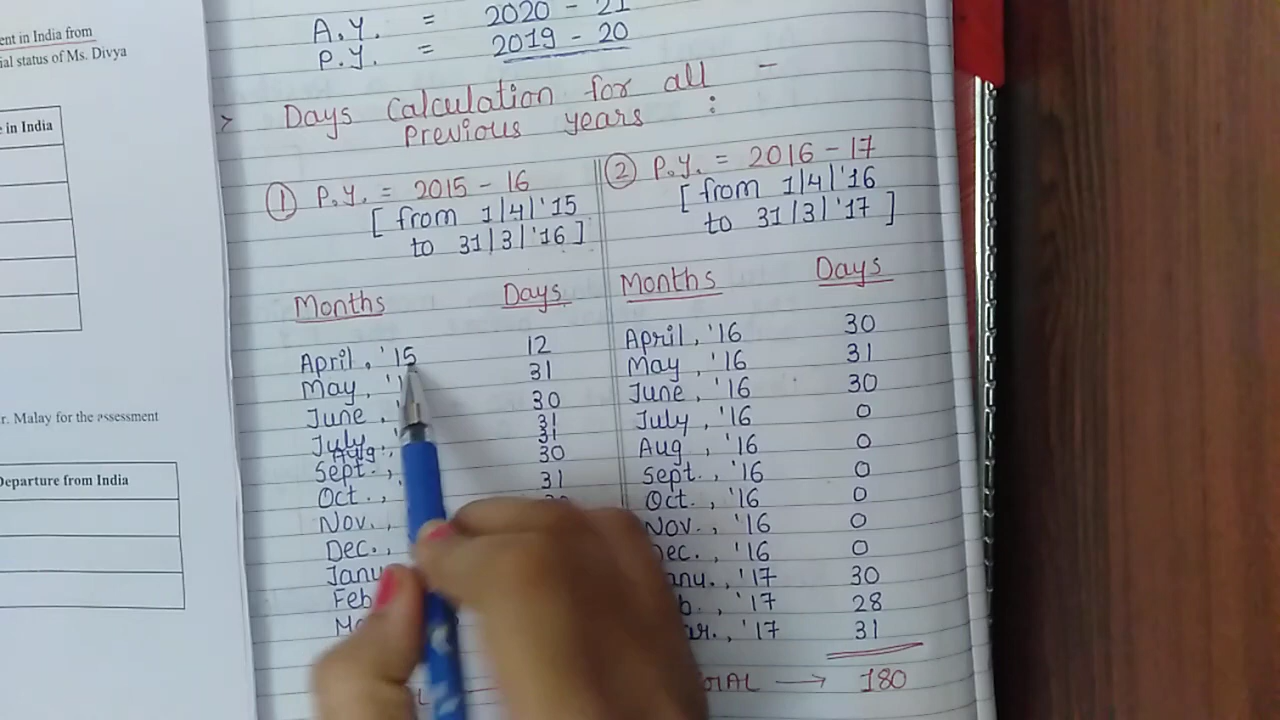 ent in India from
ial status of Ms. Divya
e in India
r. Malay for the assessment
Departure from India
A.Y. = 2020 - 21
P.Y. = 2019 - 20
> Days Calculation for all -
previous years :
① P.Y. = 2015 - 16
[ from 1/4/'15
to 31/3/'16 ]
Months Days
April, '15 12
May, '1 31
June, 30
July, ' 31
Aug., 31
Sept., 30
Oct., 31
Nov.,
Dec.,
Janu
Feb
② P.Y. = 2016 - 17
[ from 1/4/'16
to 31/3/'17 ]
Months Days
April, '16 30
May, '16 31
June, '16 30
July, '16 0
Aug, '16 0
Sept., '16 0
Oct., '16 0
Nov., '16 0
Dec., '16 0
anu., '17 30
b., '17 28
ar., '17 31
TOTAL → 180